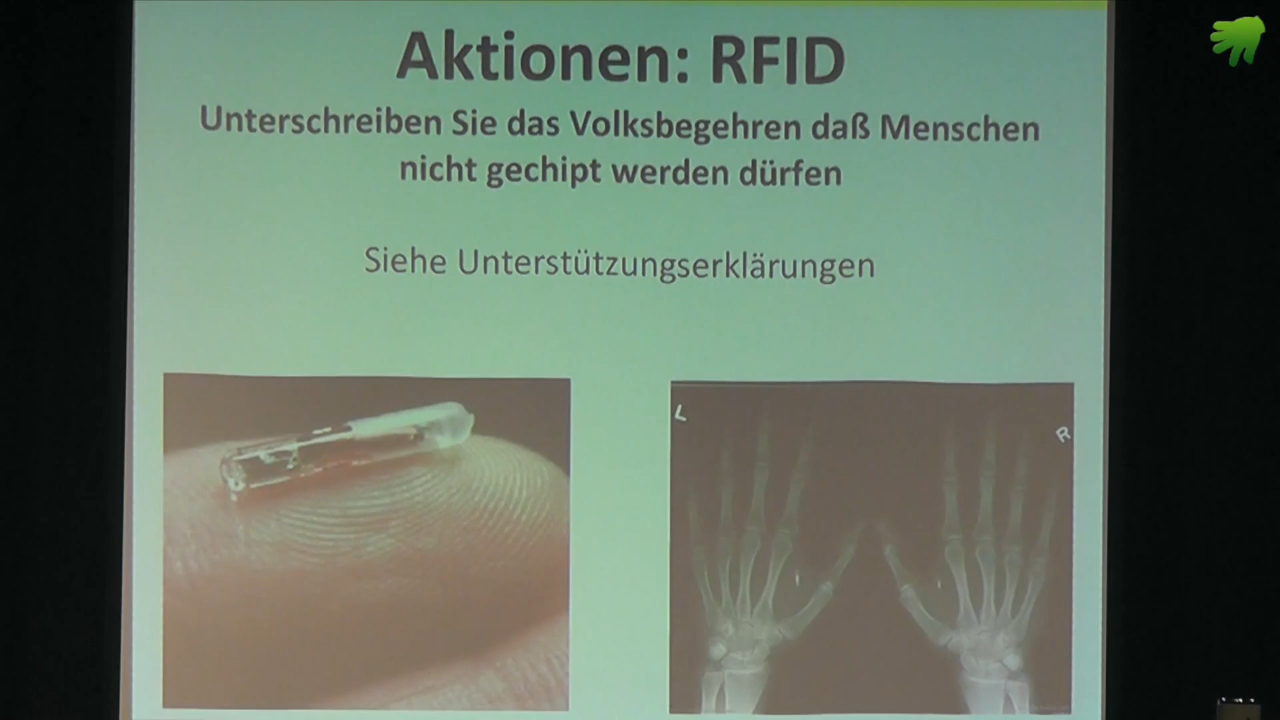 Aktionen: RFID
Unterschreiben Sie das Volksbegehren daß Menschen
nicht gechipt werden dürfen
Siehe Unterstützungserklärungen
L
R